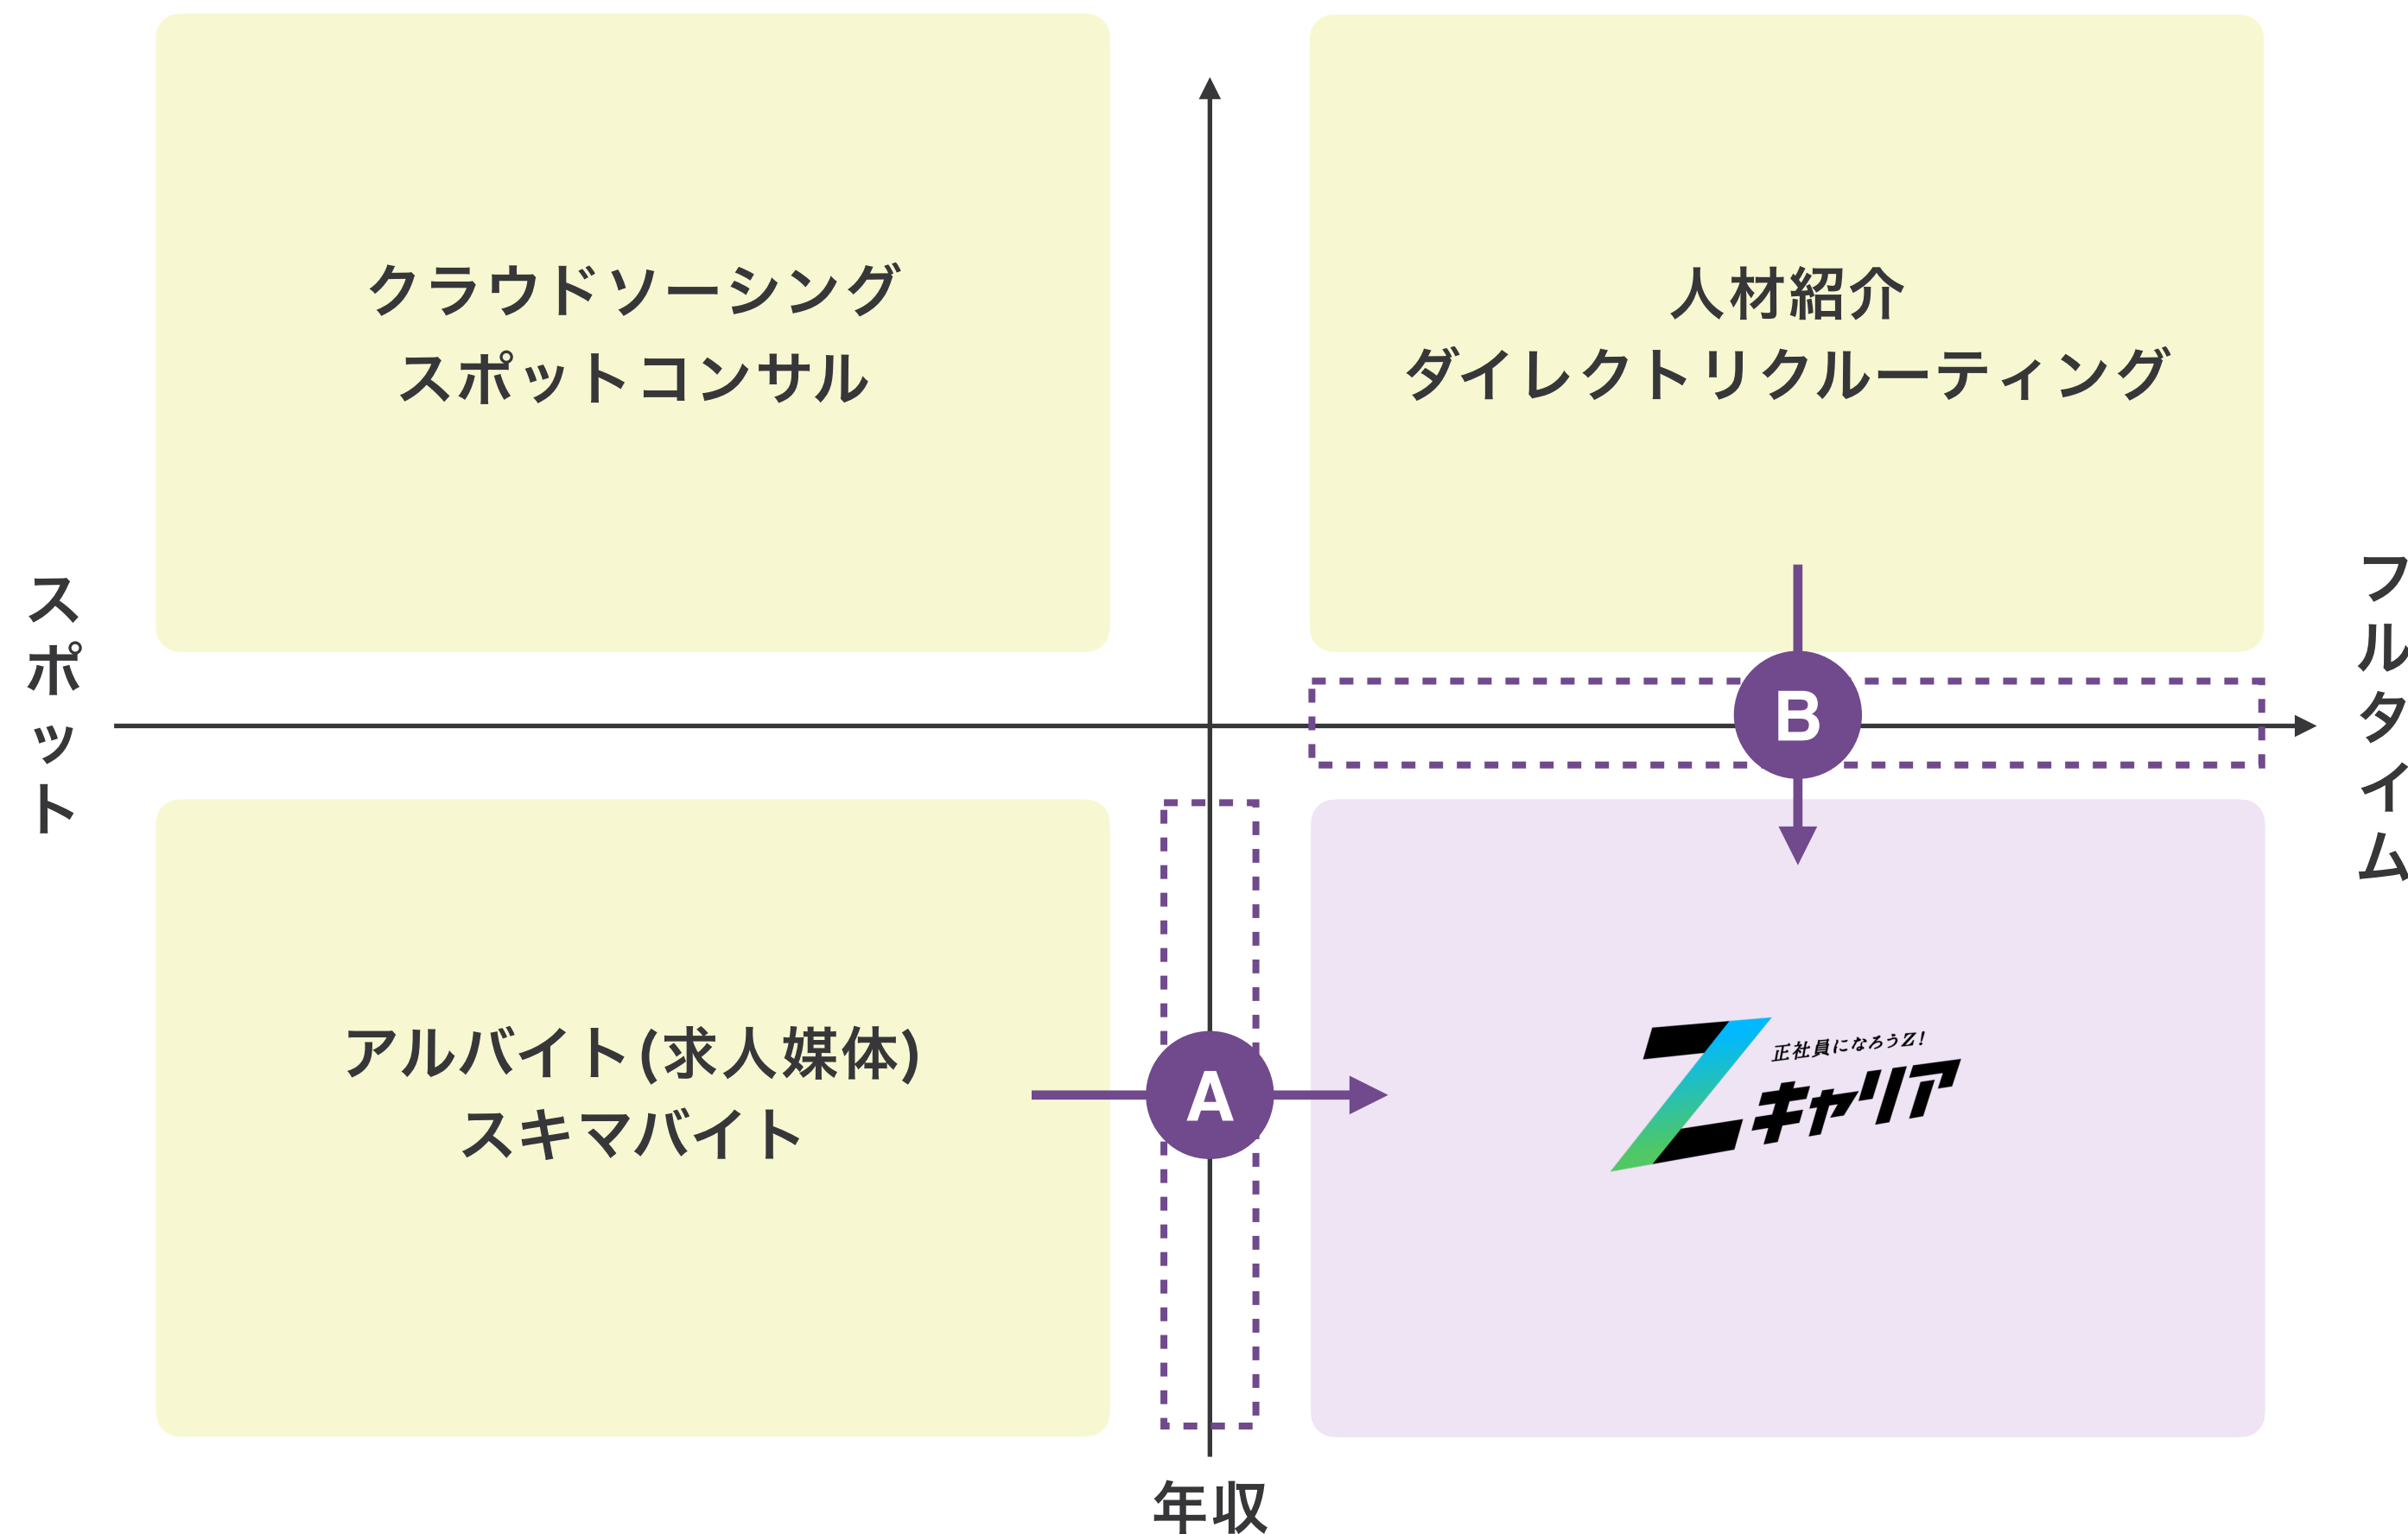 クラウドソーシング
スポットコンサル
人材紹介
ダイレクトリクルーティング
スポット
フルタイム
B
アルバイト(求人媒体)
スキマバイト
A
正社員になろうZ!
Zキャリア
年収